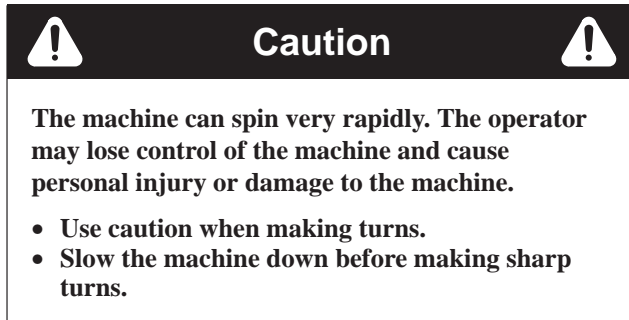 Caution
The machine can spin very rapidly. The operator
may lose control of the machine and cause
personal injury or damage to the machine.
• Use caution when making turns.
• Slow the machine down before making sharp
turns.